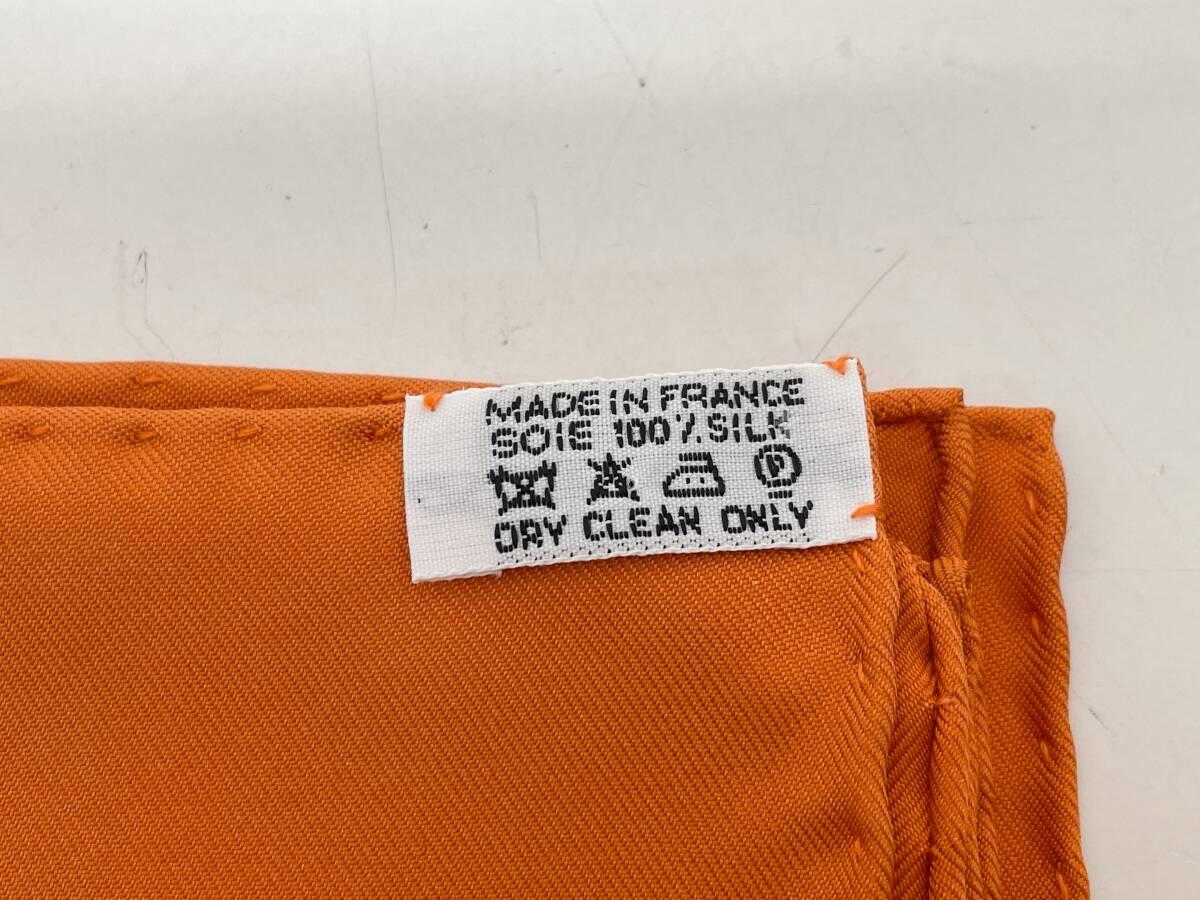 MADE IN FRANCE
SOIE 100% SILK
P
DRY CLEAN ONLY